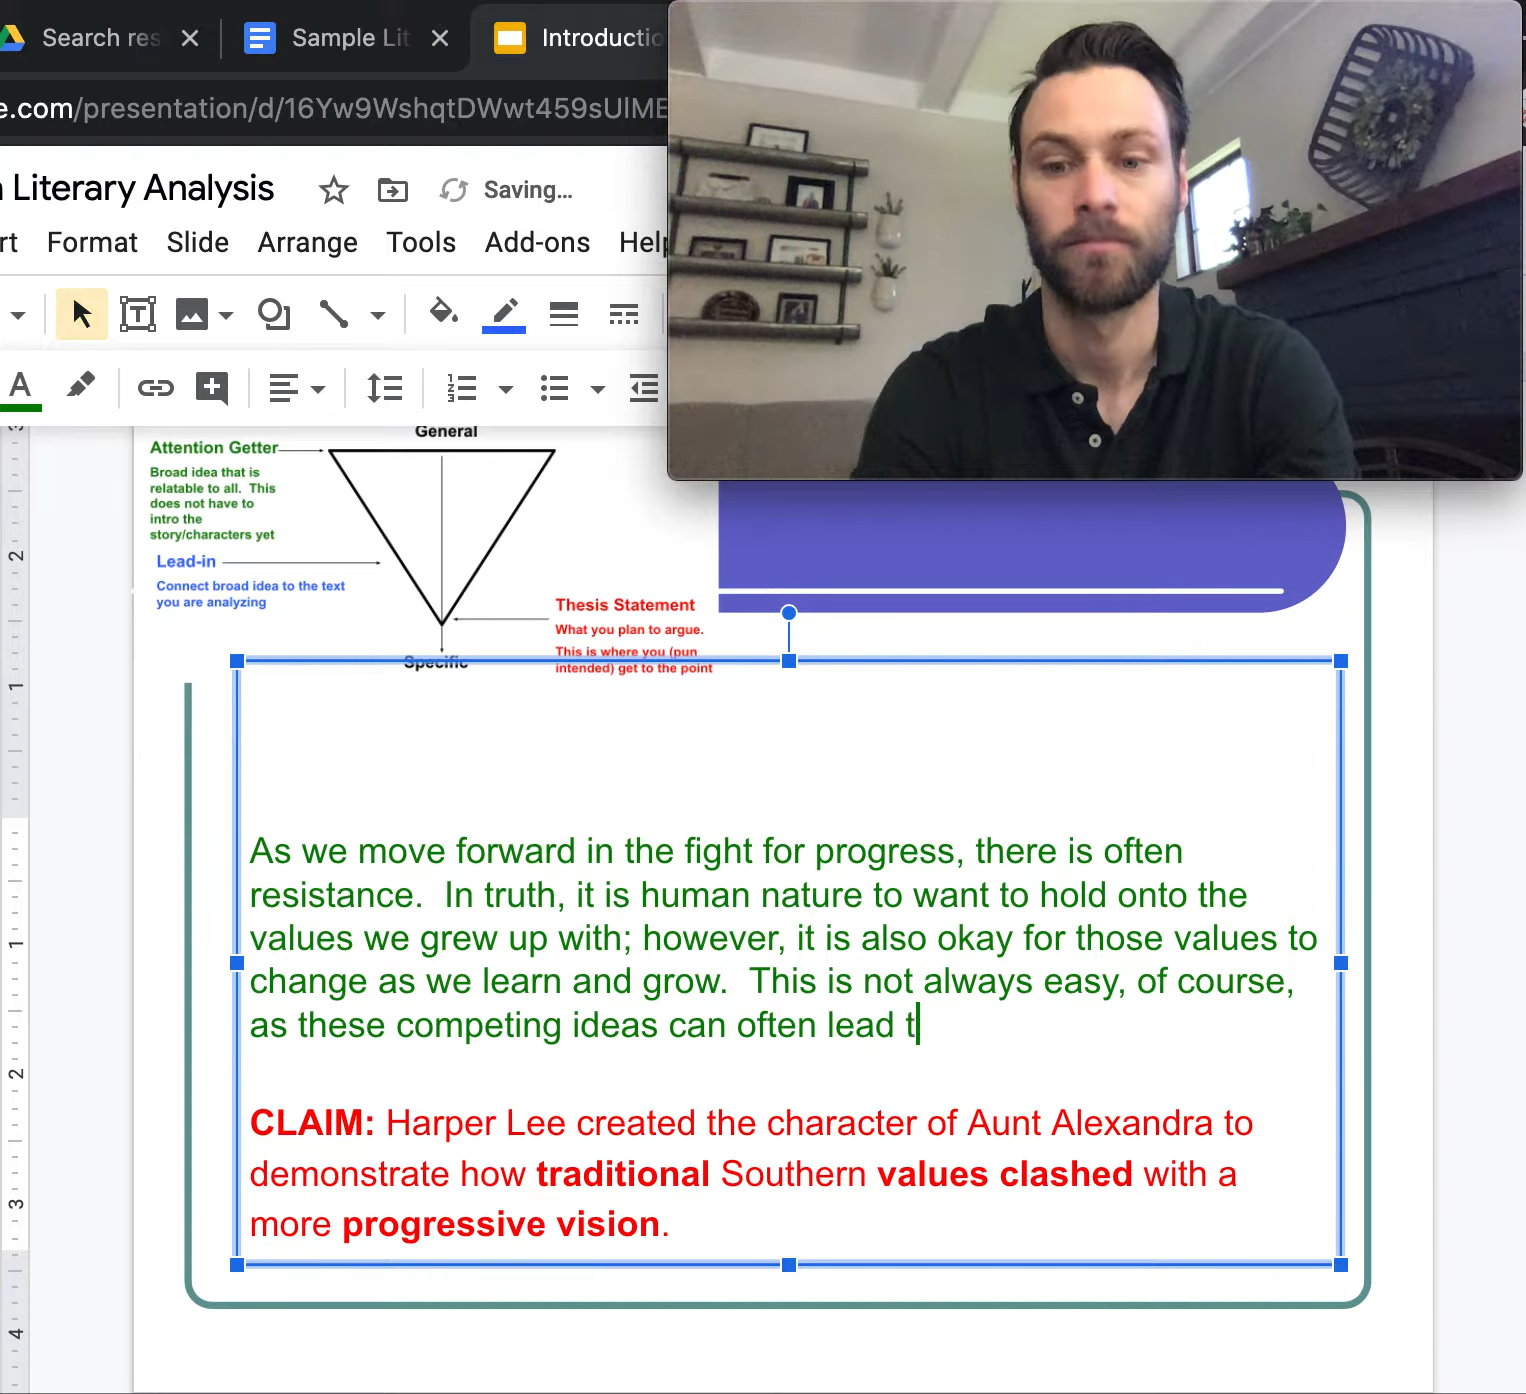 Search res
Sample Lit
Introductio
e.com/presentation/d/16Yw9WshqtDWwt459sUlME
Literary Analysis
Saving...
rt Format Slide Arrange Tools Add-ons Help
General
Attention Getter
Broad idea that is
relatable to all. This
does not have to
intro the
story/characters yet
Lead-in
Connect broad idea to the text
you are analyzing
Thesis Statement
What you plan to argue.
This is where you (pun
intended) get to the point
Specific
As we move forward in the fight for progress, there is often
resistance. In truth, it is human nature to want to hold onto the
values we grew up with; however, it is also okay for those values to
change as we learn and grow. This is not always easy, of course,
as these competing ideas can often lead t
CLAIM: Harper Lee created the character of Aunt Alexandra to
demonstrate how traditional Southern values clashed with a
more progressive vision.
2
1
1
2
3
4